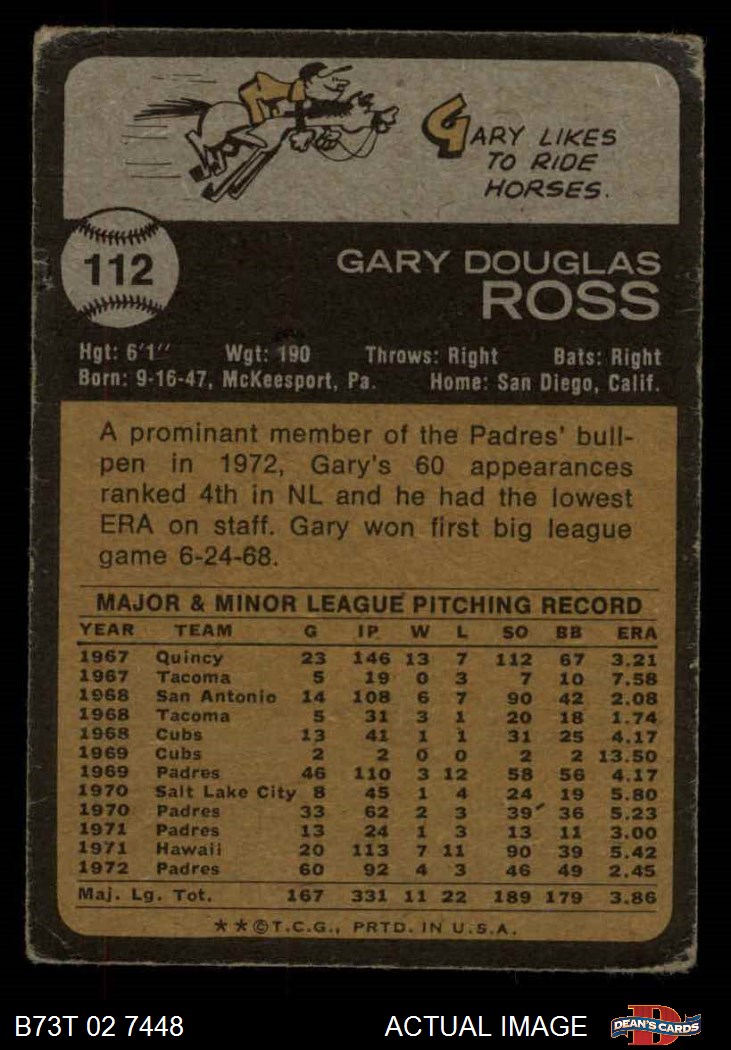 GARY LIKES
TO RIDE
HORSES.
112
GARY DOUGLAS
ROSS
Hgt: 6'1" Wgt: 190 Throws: Right Bats: Right
Born: 9-16-47, McKeesport, Pa. Home: San Diego, Calif.
A prominant member of the Padres' bull-
pen in 1972, Gary's 60 appearances
ranked 4th in NL and he had the lowest
ERA on staff. Gary won first big league
game 6-24-68.
MAJOR & MINOR LEAGUE PITCHING RECORD
YEAR TEAM G IP W L SO BB ERA
1967 Quincy 23 146 13 7 112 67 3.21
1967 Tacoma 5 19 0 3 7 10 7.58
1968 San Antonio 14 108 6 7 90 42 2.08
1968 Tacoma 5 31 3 1 20 18 1.74
1968 Cubs 13 41 1 1 31 25 4.17
1969 Cubs 2 2 0 0 2 2 13.50
1969 Padres 46 110 3 12 58 56 4.17
1970 Salt Lake City 8 45 1 4 24 19 5.80
1970 Padres 33 62 2 3 39 36 5.23
1971 Padres 13 24 1 3 13 11 3.00
1971 Hawaii 20 113 7 11 90 39 5.42
1972 Padres 60 92 4 3 46 49 2.45
Maj. Lg. Tot. 167 331 11 22 189 179 3.86
**©T.C.G., PRTD. IN U.S.A.
B73T 02 7448 ACTUAL IMAGE DEAN'S CARDS